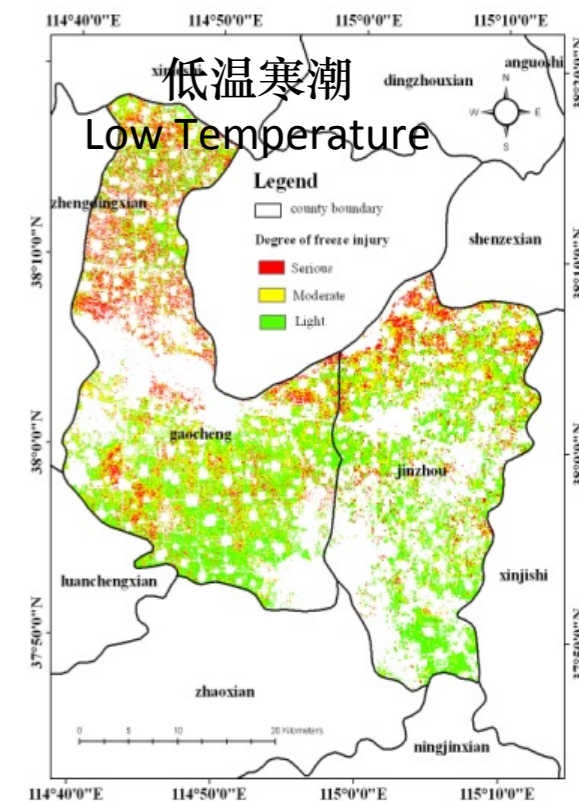 114°40'0"E 114°50'0"E 115°0'0"E 115°10'0"E
低温寒潮
anguoshi
dingzhouxian
N
W E
S
Low Temperature
Legend
county boundary
Degree of freeze injury
Serious
Moderate
Light
zhengdingxian
shenzexian
38°10'0"N
gaocheng
38°0'0"N
jinzhou
luanchengxian
xinjishi
37°50'0"N
zhaoxian
0 5 10 20 Kilometers
ningjinxian
114°40'0"E 114°50'0"E 115°0'0"E 115°10'0"E